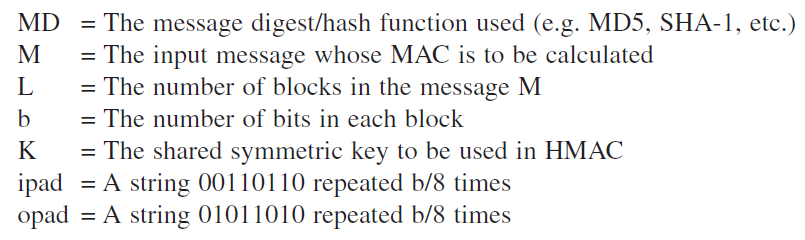 MD = The message digest/hash function used (e.g. MD5, SHA-1, etc.)
M = The input message whose MAC is to be calculated
L = The number of blocks in the message M
b = The number of bits in each block
K = The shared symmetric key to be used in HMAC
ipad = A string 00110110 repeated b/8 times
opad = A string 01011010 repeated b/8 times